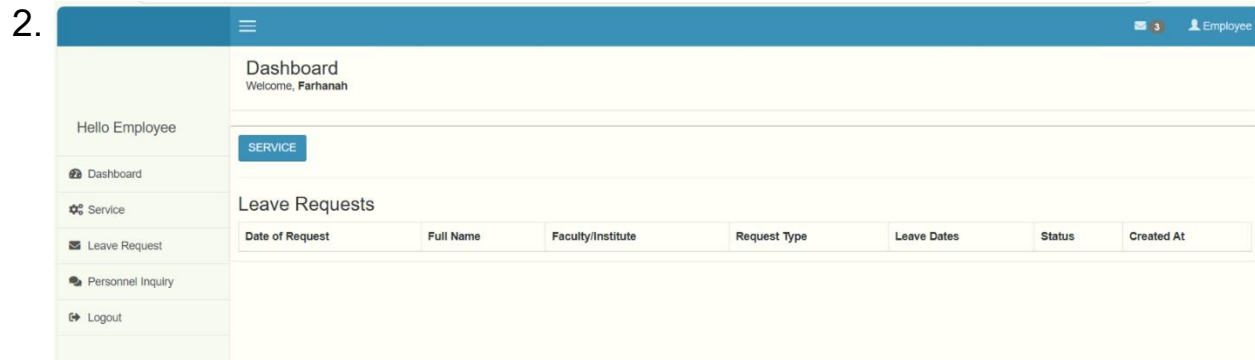 2.
3 Employee
Dashboard
Welcome, Farhanah
Hello Employee
Dashboard
Service
Leave Request
Personnel Inquiry
Logout
SERVICE
Leave Requests
Date of Request Full Name Faculty/Institute Request Type Leave Dates Status Created At